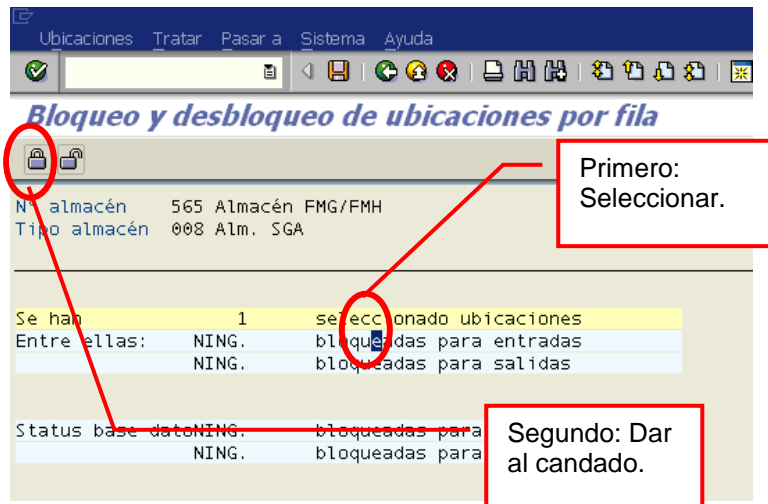 Ubicaciones Tratar Pasar a Sistema Ayuda
Bloqueo y desbloqueo de ubicaciones por fila
Primero:
Seleccionar.
Nº almacén 565 Almacén FMG/FMH
Tipo almacén 008 Alm. SGA
Se han 1 seleccionado ubicaciones
Entre ellas: NING. bloqueadas para entradas
NING. bloqueadas para salidas
Status base datoNING. bloqueadas para
NING. bloqueadas para
Segundo: Dar
al candado.